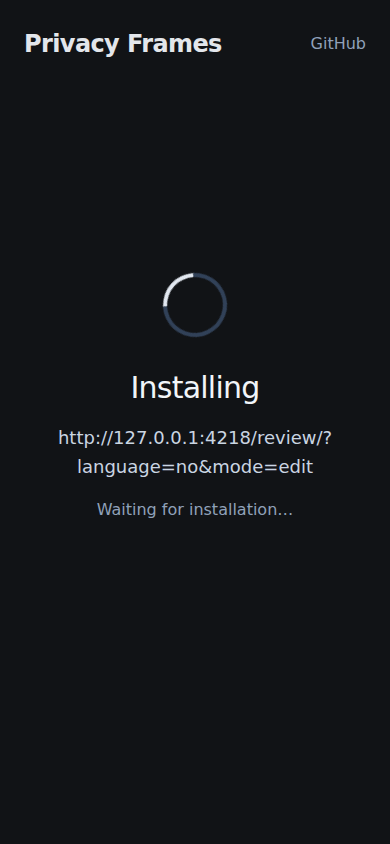 Privacy Frames
GitHub
Installing
http://127.0.0.1:4218/review/?
language=no&mode=edit
Waiting for installation...